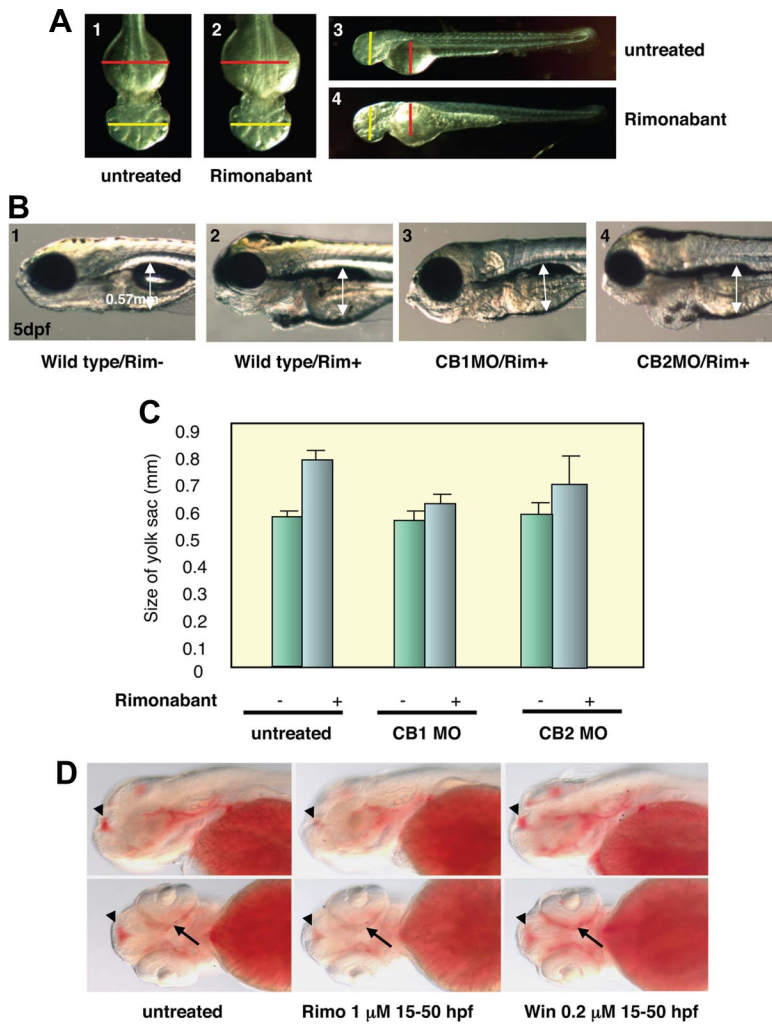 A
1
2
3
untreated
4
Rimonabant
untreated
Rimonabant
B
1
2
3
4
0.57mm
5dpf
Wild type/Rim-
Wild type/Rim+
CB1MO/Rim+
CB2MO/Rim+
C
Size of yolk sac (mm)
0.9
0.8
0.7
0.6
0.5
0.4
0.3
0.2
0.1
0
Rimonabant - + - + - +
untreated CB1 MO CB2 MO
D
untreated
Rimo 1 µM 15-50 hpf
Win 0.2 µM 15-50 hpf